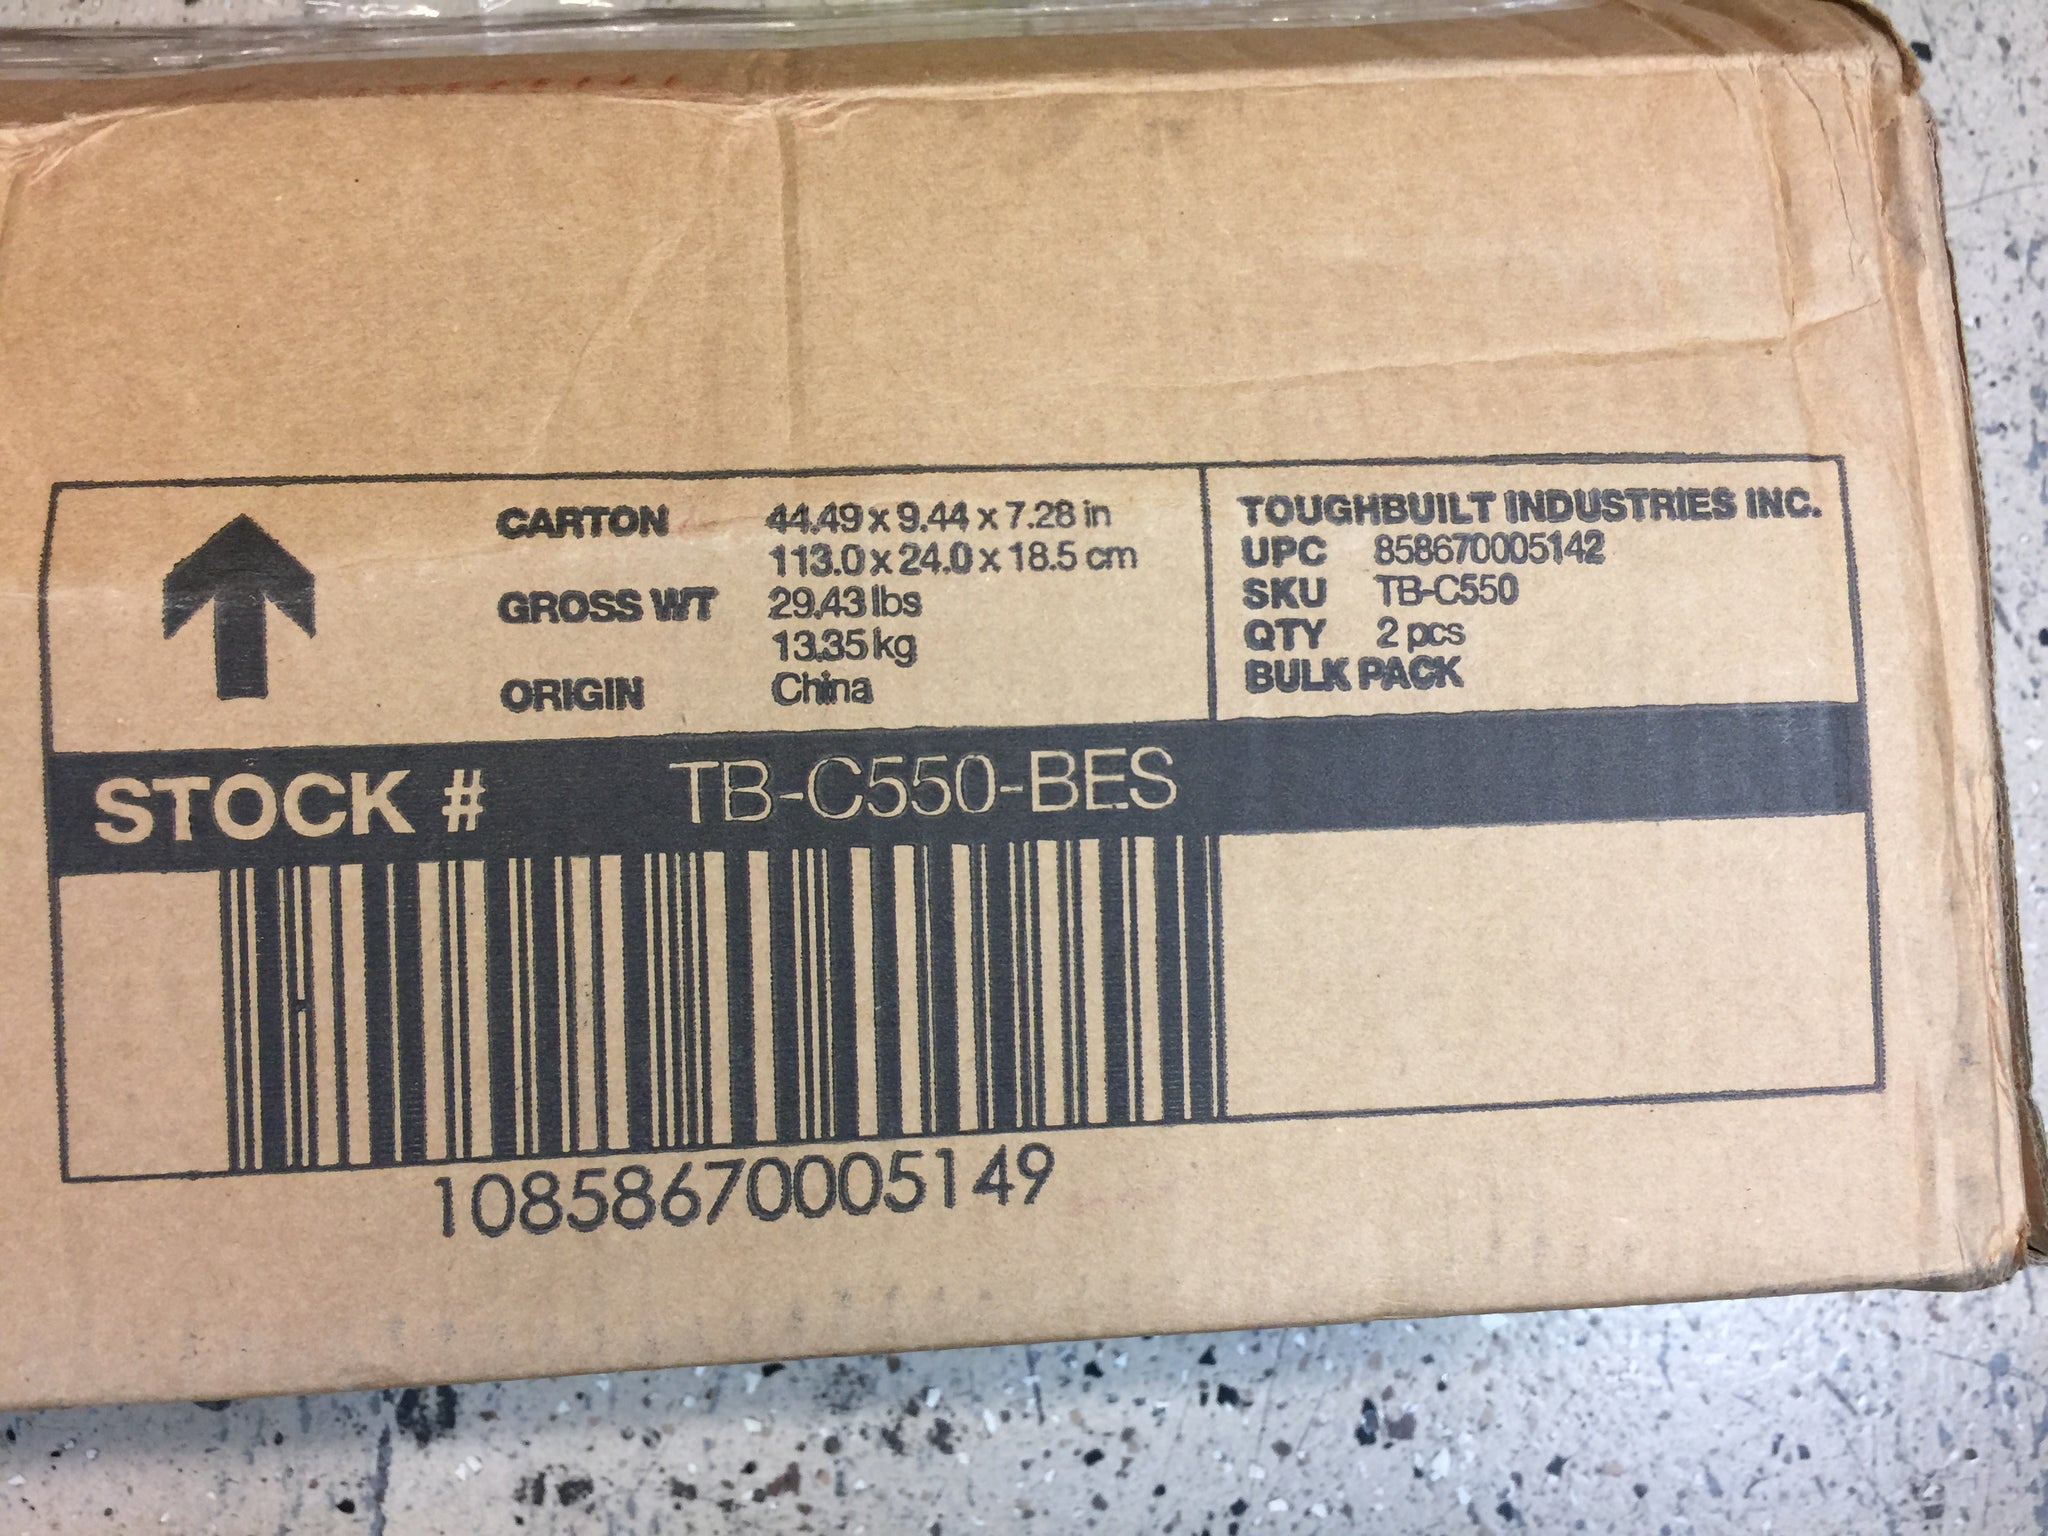 CARTON 44.49 x 9.44 x 7.28 in
113.0 x 24.0 x 18.5 cm
GROSS WT 29.43 lbs
13.35 kg
ORIGIN China
TOUGHBUILT INDUSTRIES INC.
UPC 858670005142
SKU TB-C550
QTY 2 pcs
BULK PACK
STOCK # TB-C550-BES
10858670005149